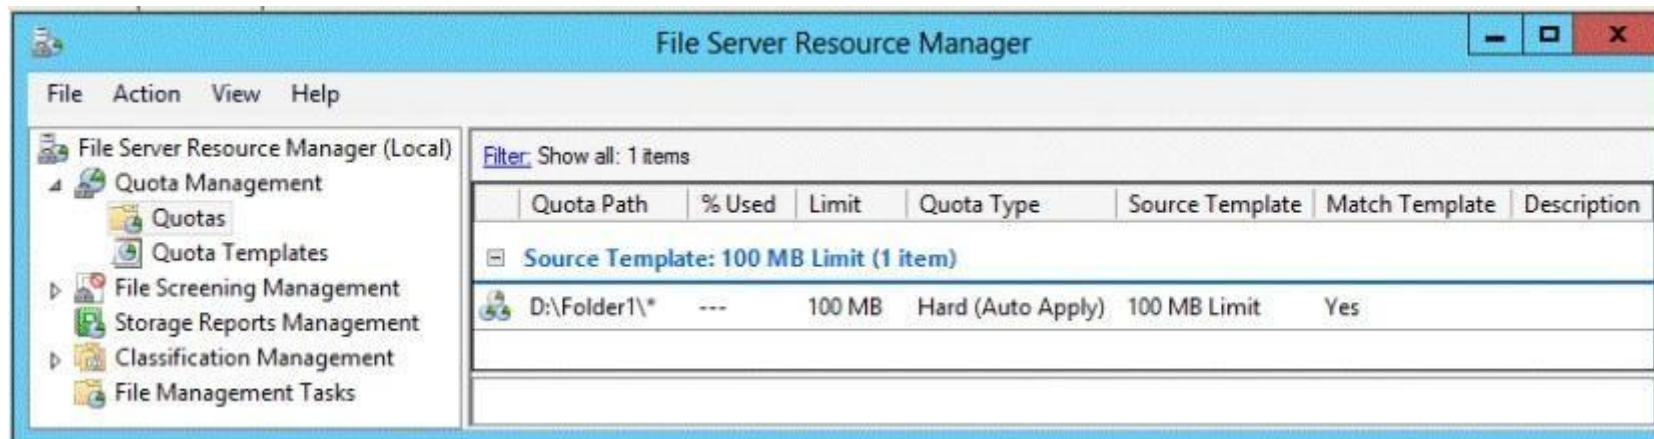 File Server Resource Manager
File Action View Help
File Server Resource Manager (Local)
Quota Management
Quotas
Quota Templates
File Screening Management
Storage Reports Management
Classification Management
File Management Tasks
Filter: Show all: 1 items
Quota Path % Used Limit Quota Type Source Template Match Template Description
Source Template: 100 MB Limit (1 item)
D:\Folder1\* --- 100 MB Hard (Auto Apply) 100 MB Limit Yes